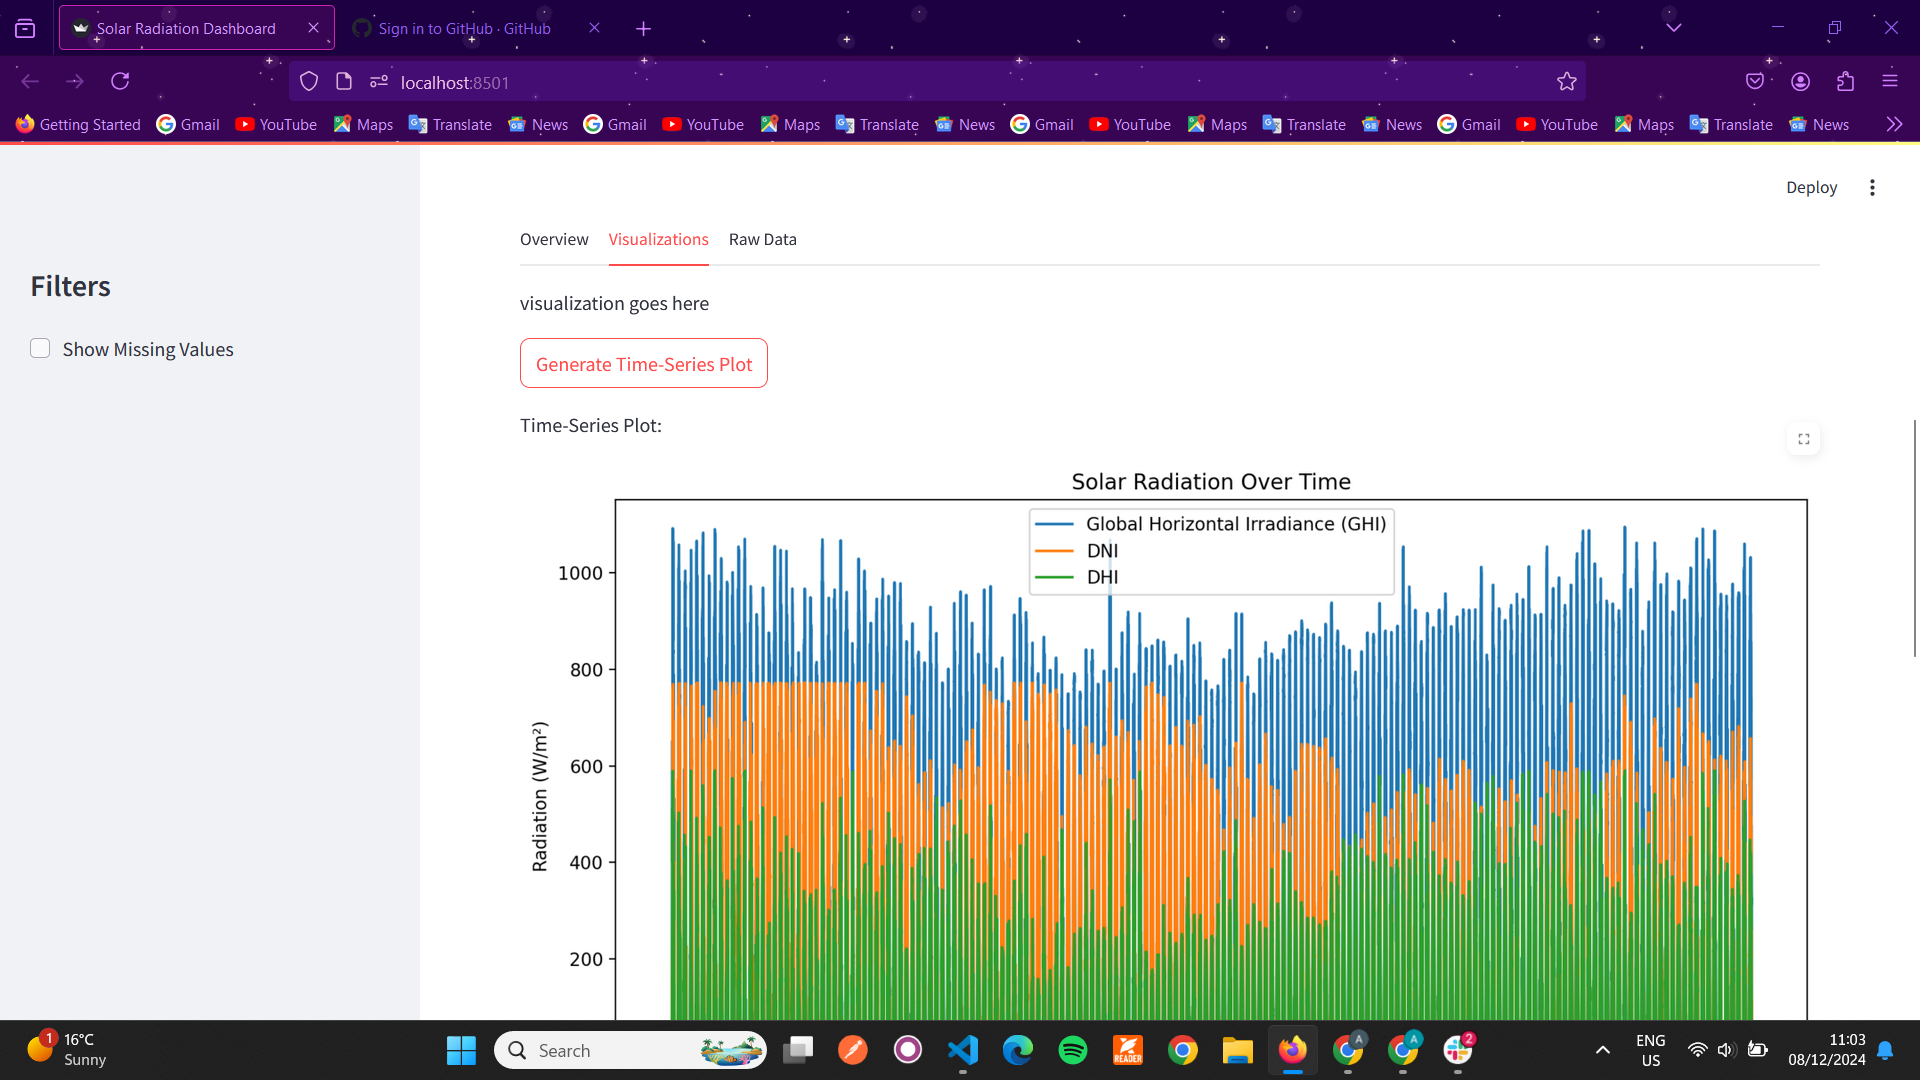 Solar Radiation Dashboard
Sign in to GitHub · GitHub
localhost:8501
Getting Started Gmail YouTube Maps Translate News Gmail YouTube Maps Translate News Gmail YouTube Maps Translate News Gmail YouTube Maps Translate News
Deploy
Overview Visualizations Raw Data
Filters
Show Missing Values
visualization goes here
Generate Time-Series Plot
Time-Series Plot:
Solar Radiation Over Time
Global Horizontal Irradiance (GHI)
DNI
DHI
Radiation (W/m²)
1000
800
600
400
200
1
16°C
Sunny
Search
READER
A
A
2
ENG
US
11:03
08/12/2024